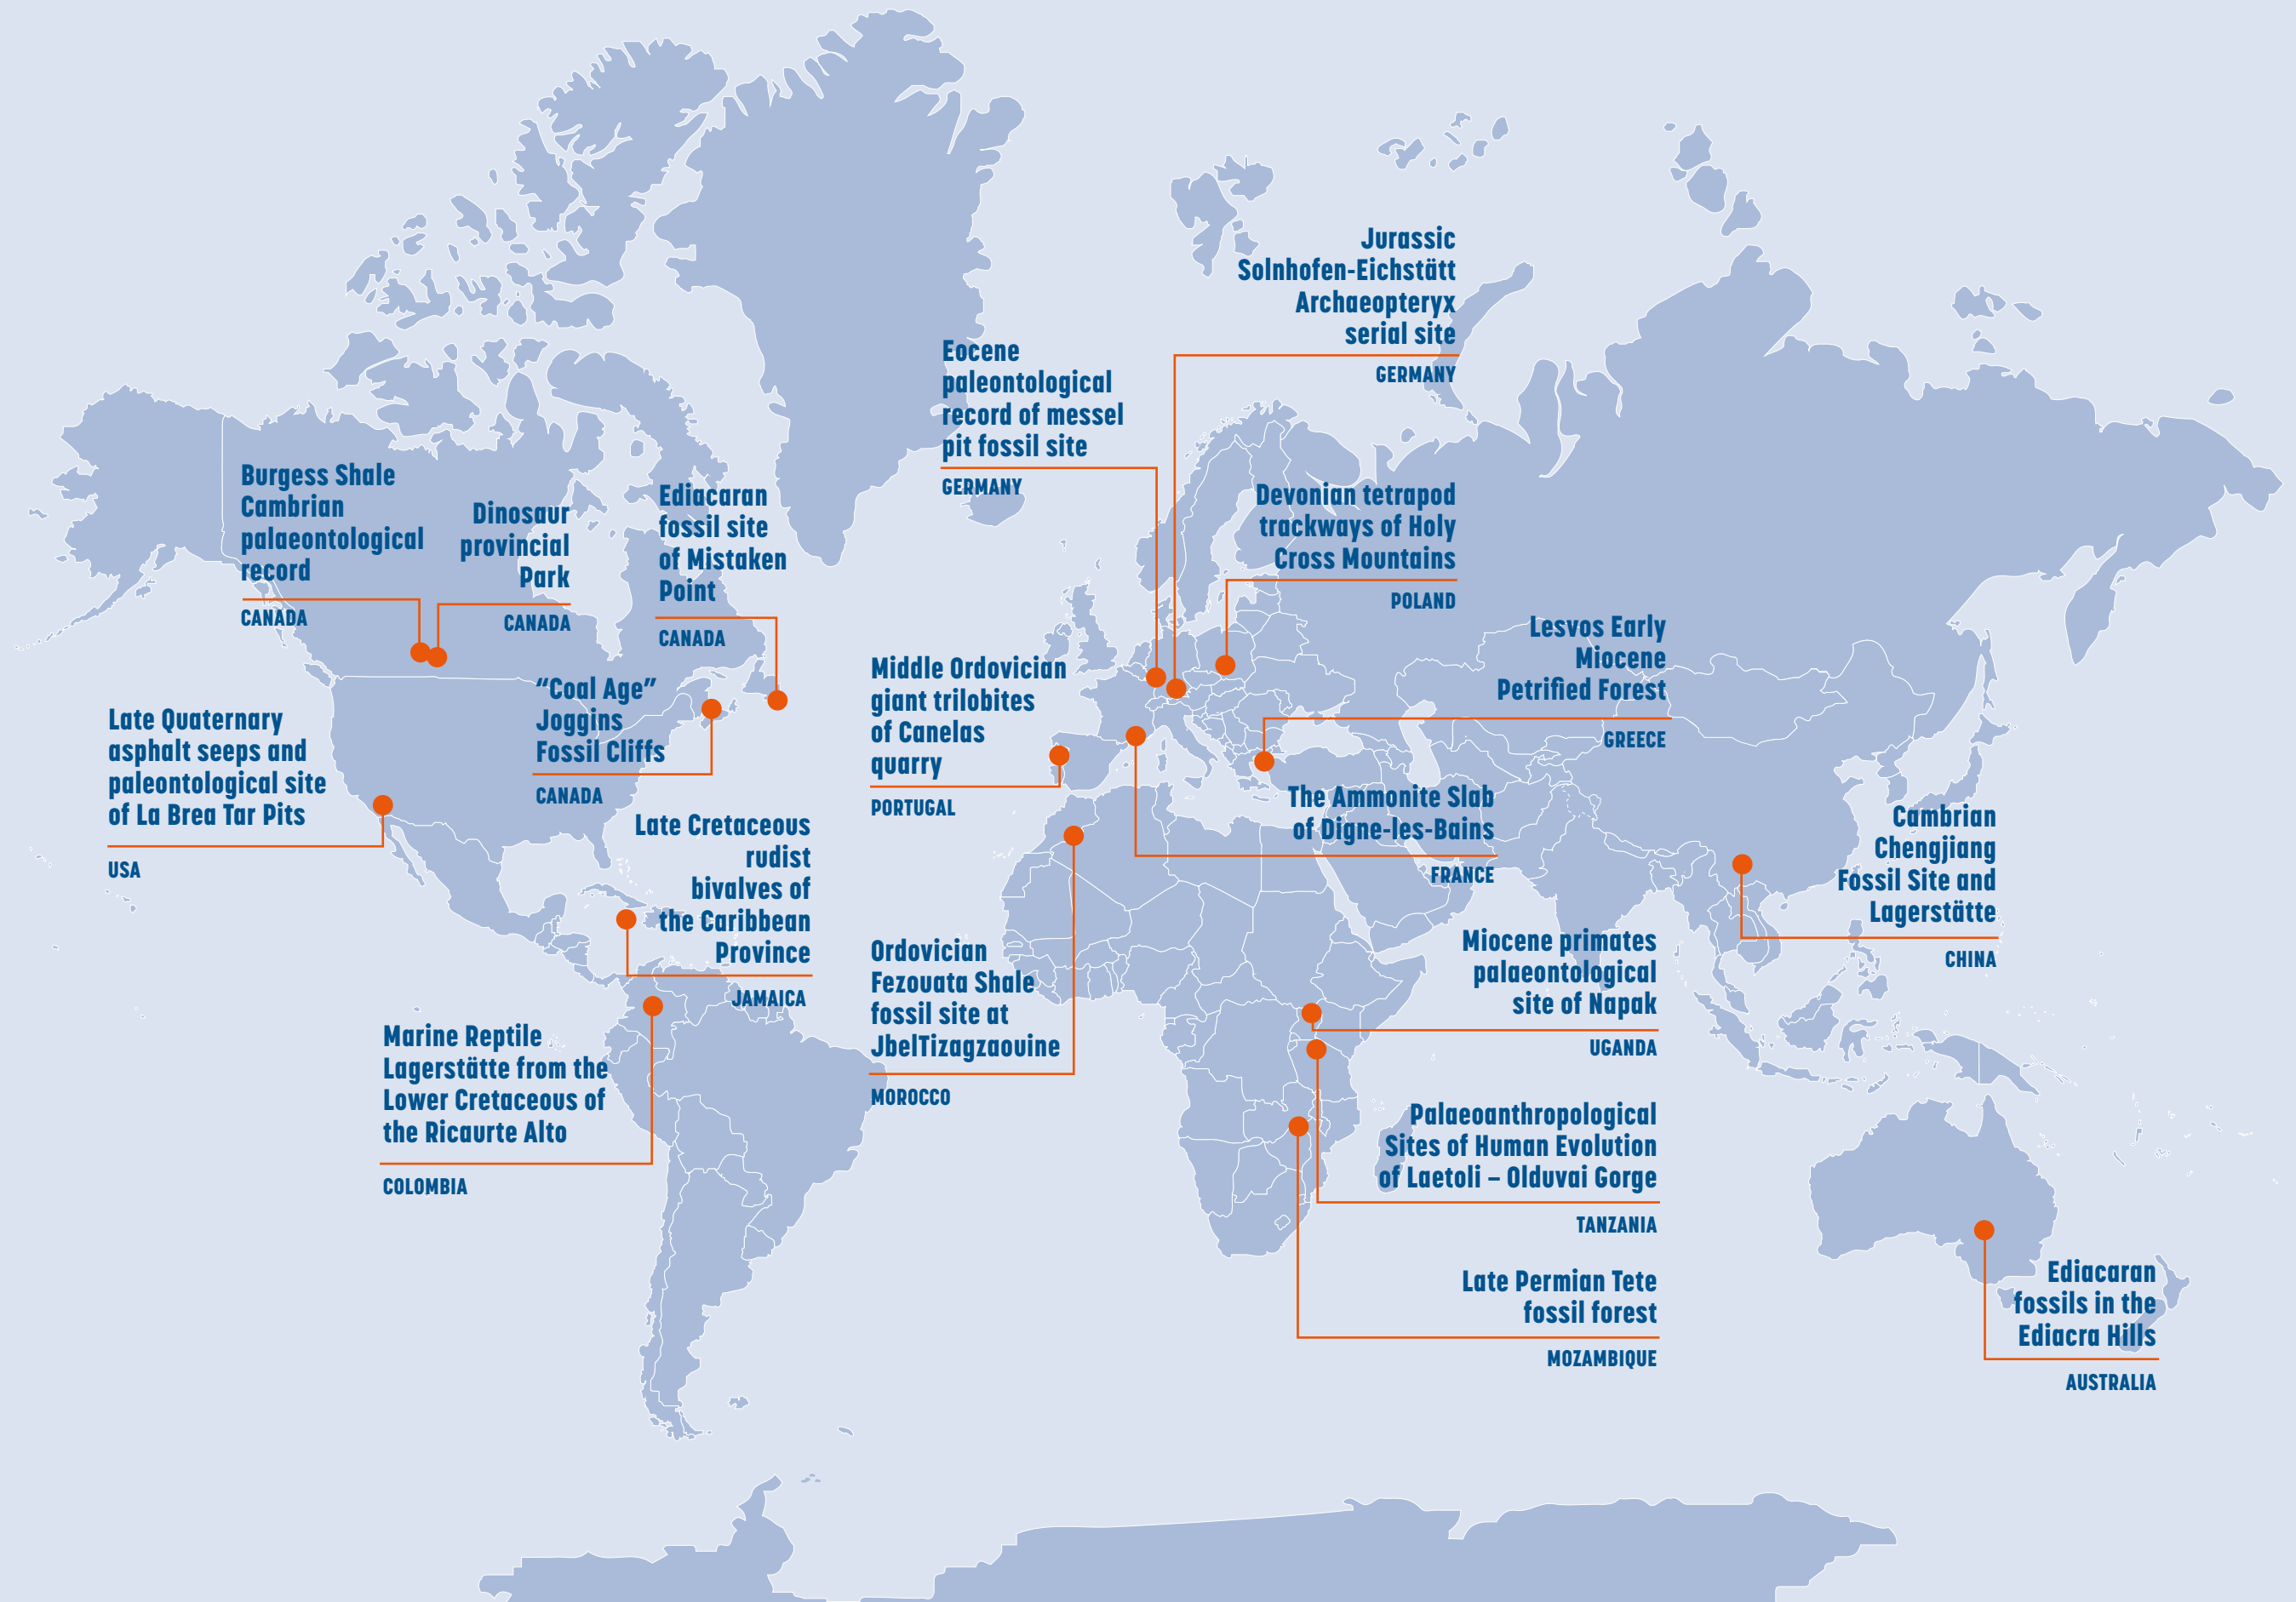 Jurassic
Solnhofen-Eichstätt
Archaeopteryx
serial site
GERMANY
Eocene
paleontological
record of messel
pit fossil site
GERMANY
Burgess Shale
Cambrian
palaeontological
record
CANADA
Dinosaur
provincial
Park
CANADA
Ediacaran
fossil site
of Mistaken
Point
CANADA
Devonian tetrapod
trackways of Holy
Cross Mountains
POLAND
Lesvos Early
Miocene
Petrified Forest
GREECE
Middle Ordovician
giant trilobites
of Canelas
quarry
PORTUGAL
“Coal Age”
Joggins
Fossil Cliffs
CANADA
Late Quaternary
asphalt seeps and
paleontological site
of La Brea Tar Pits
USA
The Ammonite Slab
of Digne-les-Bains
FRANCE
Cambrian
Chengjiang
Fossil Site and
Lagerstätte
CHINA
Late Cretaceous
rudist
bivalves of
the Caribbean
Province
JAMAICA
Ordovician
Fezouata Shale
fossil site at
JbelTizagzaouine
MOROCCO
Miocene primates
palaeontological
site of Napak
UGANDA
Marine Reptile
Lagerstätte from the
Lower Cretaceous of
the Ricaurte Alto
COLOMBIA
Palaeoanthropological
Sites of Human Evolution
of Laetoli – Olduvai Gorge
TANZANIA
Late Permian Tete
fossil forest
MOZAMBIQUE
Ediacaran
fossils in the
Ediacra Hills
AUSTRALIA